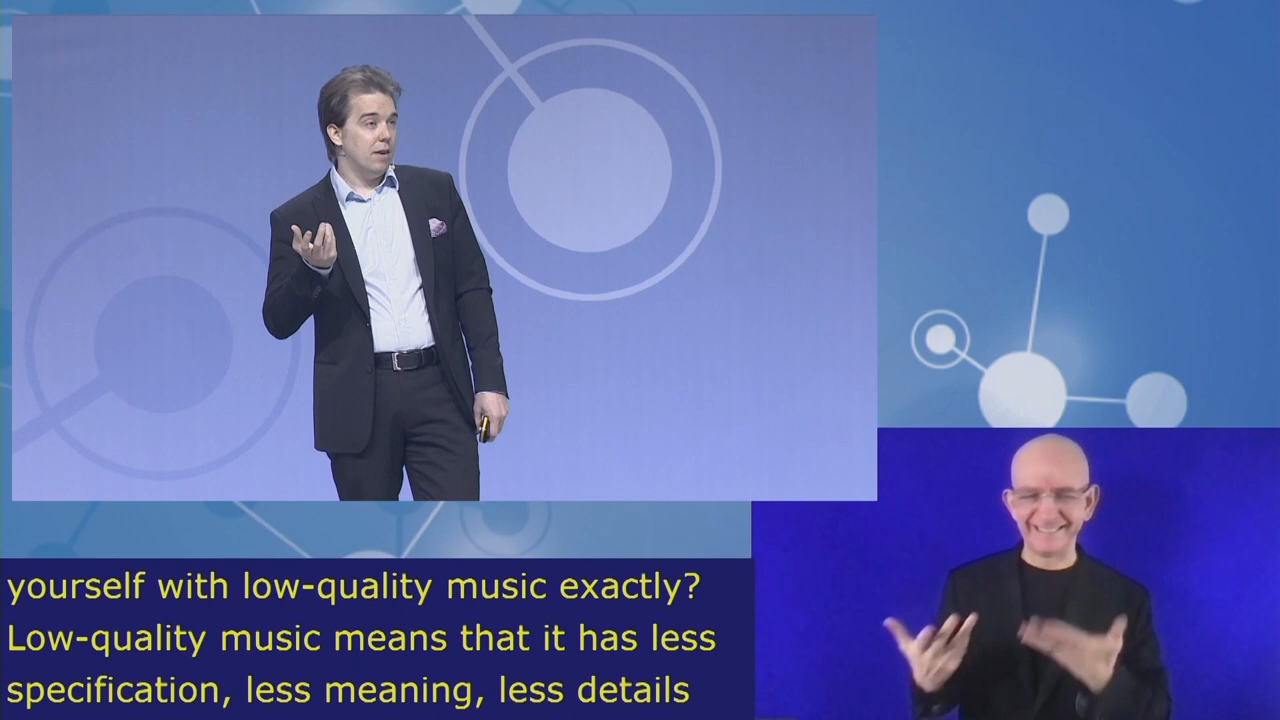 yourself with low-quality music exactly?
Low-quality music means that it has less
specification, less meaning, less details